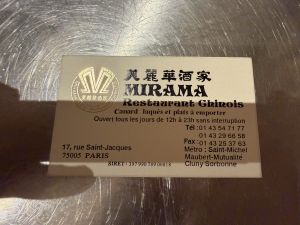 美麗華酒家
MIRAMA
Restaurant Chinois
Canard laqués et plats à emporter
Ouvert tous les jours de 12h à 23h sans interruption
Tél : 01 43 54 71 77
01 43 29 66 58
Fax : 01 43 25 37 63
17, rue Saint-Jacques
75005 PARIS
Métro : Saint-Michel
Maubert-Mutualité
Cluny Sorbonne
SIRET :